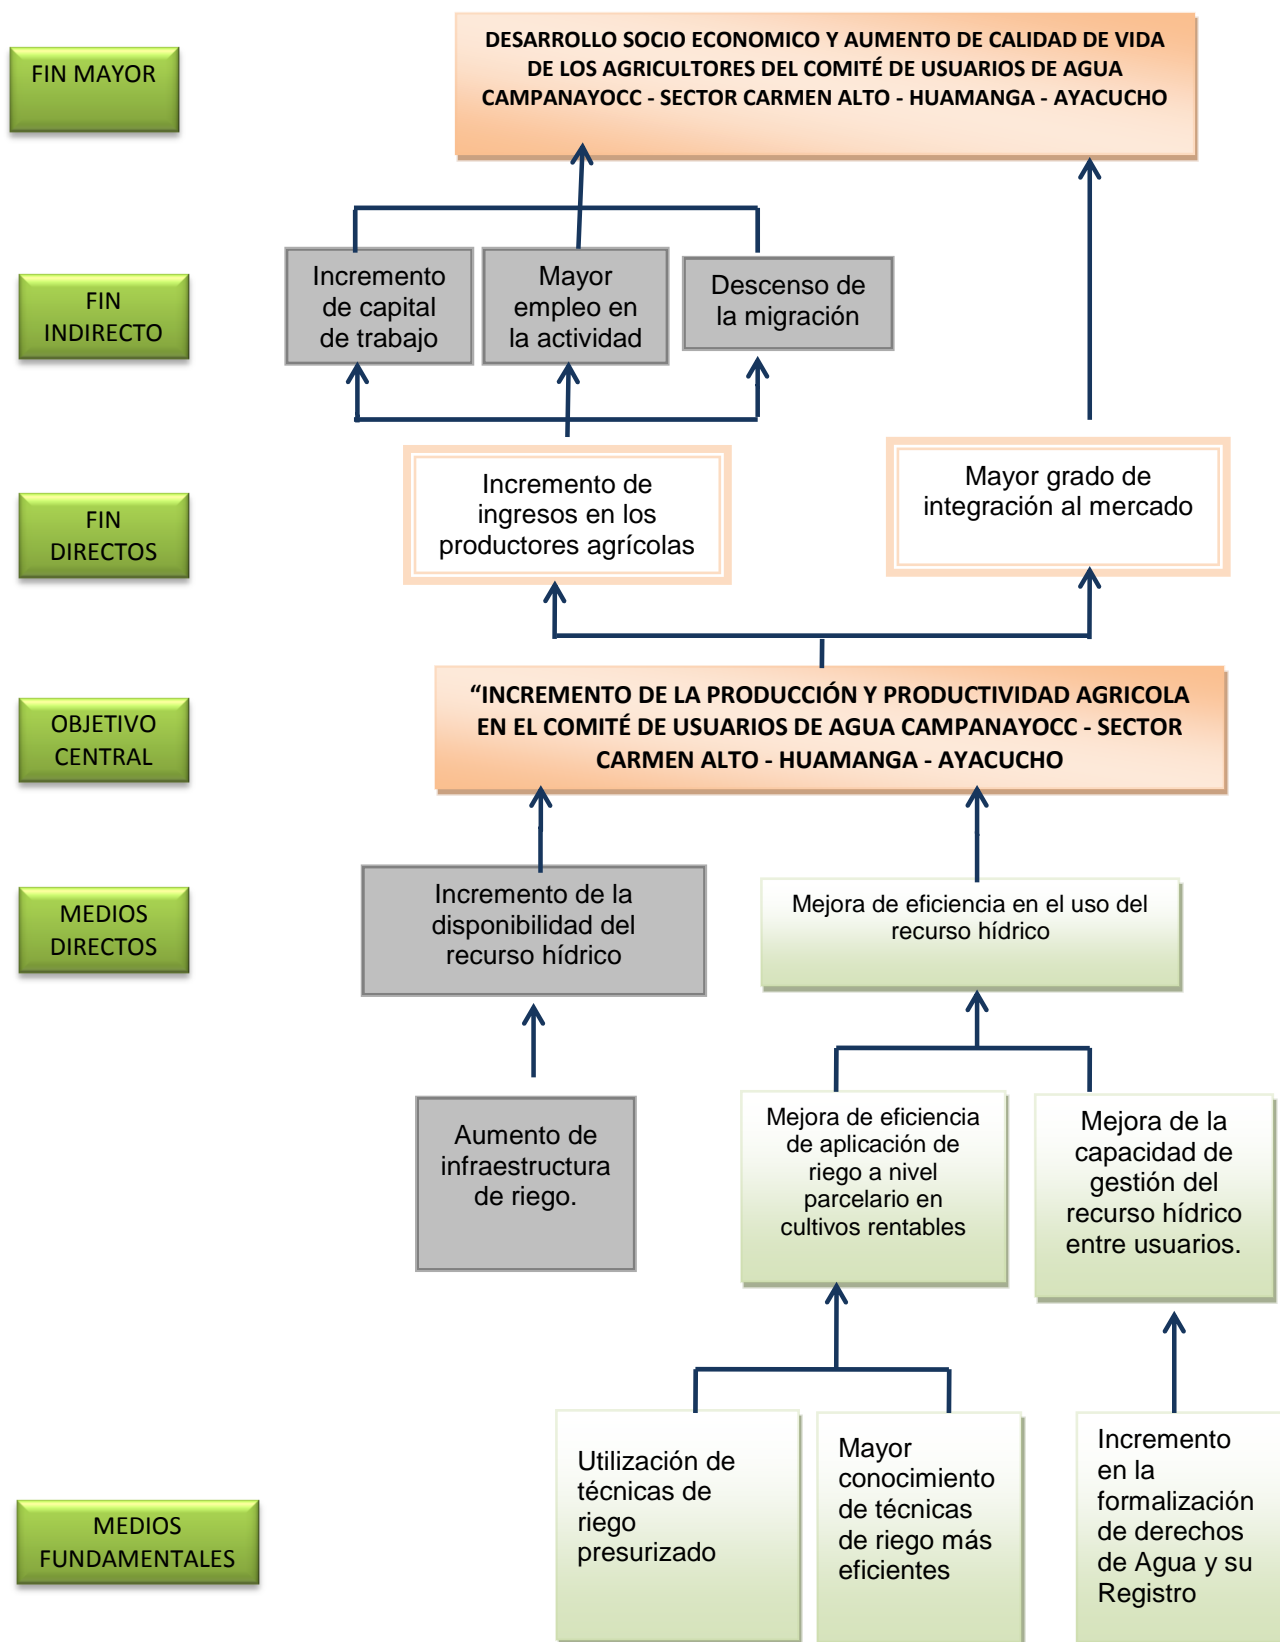 FIN MAYOR
DESARROLLO SOCIO ECONOMICO Y AUMENTO DE CALIDAD DE VIDA
DE LOS AGRICULTORES DEL COMITÉ DE USUARIOS DE AGUA
CAMPANAYOCC - SECTOR CARMEN ALTO - HUAMANGA - AYACUCHO
FIN
INDIRECTO
Incremento
de capital
de trabajo
Mayor
empleo en
la actividad
Descenso de
la migración
FIN
DIRECTOS
Incremento de
ingresos en los
productores agrícolas
Mayor grado de
integración al mercado
OBJETIVO
CENTRAL
“INCREMENTO DE LA PRODUCCIÓN Y PRODUCTIVIDAD AGRICOLA
EN EL COMITÉ DE USUARIOS DE AGUA CAMPANAYOCC - SECTOR
CARMEN ALTO - HUAMANGA - AYACUCHO
MEDIOS
DIRECTOS
Incremento de la
disponibilidad del
recurso hídrico
Mejora de eficiencia en el uso del
recurso hídrico
Aumento de
infraestructura
de riego.
Mejora de eficiencia
de aplicación de
riego a nivel
parcelario en
cultivos rentables
Mejora de la
capacidad de
gestión del
recurso hídrico
entre usuarios.
MEDIOS
FUNDAMENTALES
Utilización de
técnicas de
riego
presurizado
Mayor
conocimiento
de técnicas
de riego más
eficientes
Incremento
en la
formalización
de derechos
de Agua y su
Registro